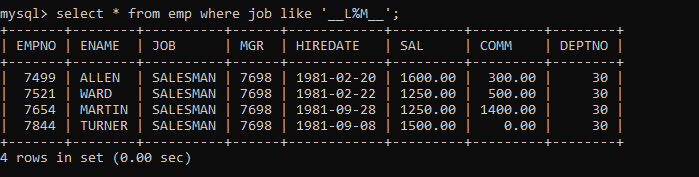 mysql> select * from emp where job like '__L%M__';
+-------+--------+----------+------+------------+---------+---------+--------+
| EMPNO | ENAME  | JOB      | MGR  | HIREDATE   | SAL     | COMM    | DEPTNO |
+-------+--------+----------+------+------------+---------+---------+--------+
|  7499 | ALLEN  | SALESMAN | 7698 | 1981-02-20 | 1600.00 |  300.00 |     30 |
|  7521 | WARD   | SALESMAN | 7698 | 1981-02-22 | 1250.00 |  500.00 |     30 |
|  7654 | MARTIN | SALESMAN | 7698 | 1981-09-28 | 1250.00 | 1400.00 |     30 |
|  7844 | TURNER | SALESMAN | 7698 | 1981-09-08 | 1500.00 |    0.00 |     30 |
+-------+--------+----------+------+------------+---------+---------+--------+
4 rows in set (0.00 sec)